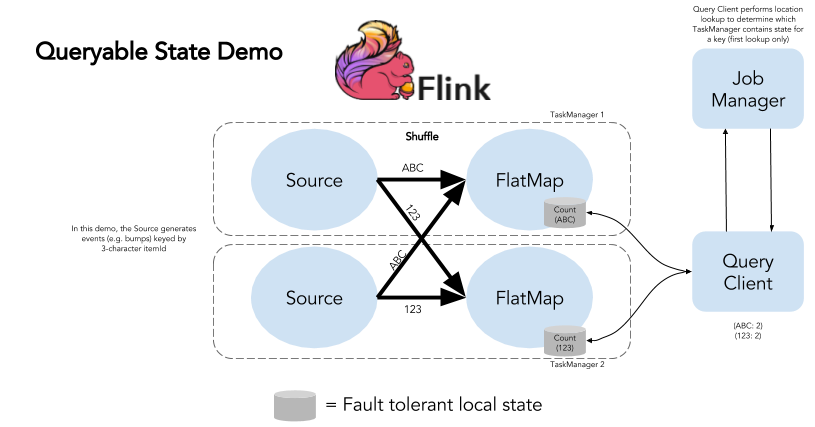 Query Client performs location
lookup to determine which
TaskManager contains state for
a key (first lookup only)
Queryable State Demo
Flink
Job
Manager
TaskManager 1
Shuffle
Source
ABC
FlatMap
123
Count
(ABC)
In this demo, the Source generates
events (e.g. bumps) keyed by
3-character itemId
Query
Client
ABC
Source
FlatMap
123
(ABC: 2)
(123: 2)
Count
(123)
TaskManager 2
= Fault tolerant local state